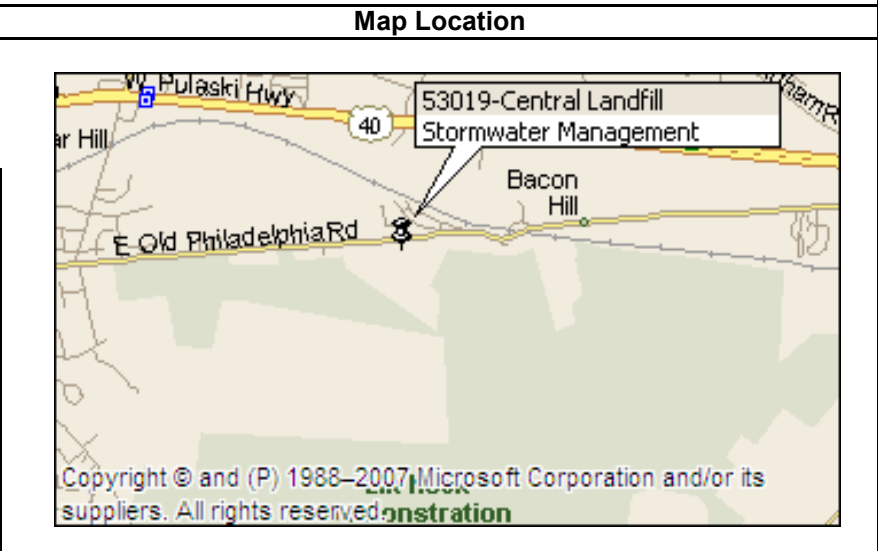 Map Location
W Pulaski Hwy
40
53019-Central Landfill
Stormwater Management
ar Hill
Bacon
Hill
E Old Philadelphia Rd
Copyright © and (P) 1988–2007 Microsoft Corporation and/or its
suppliers. All rights reserved.
onstration